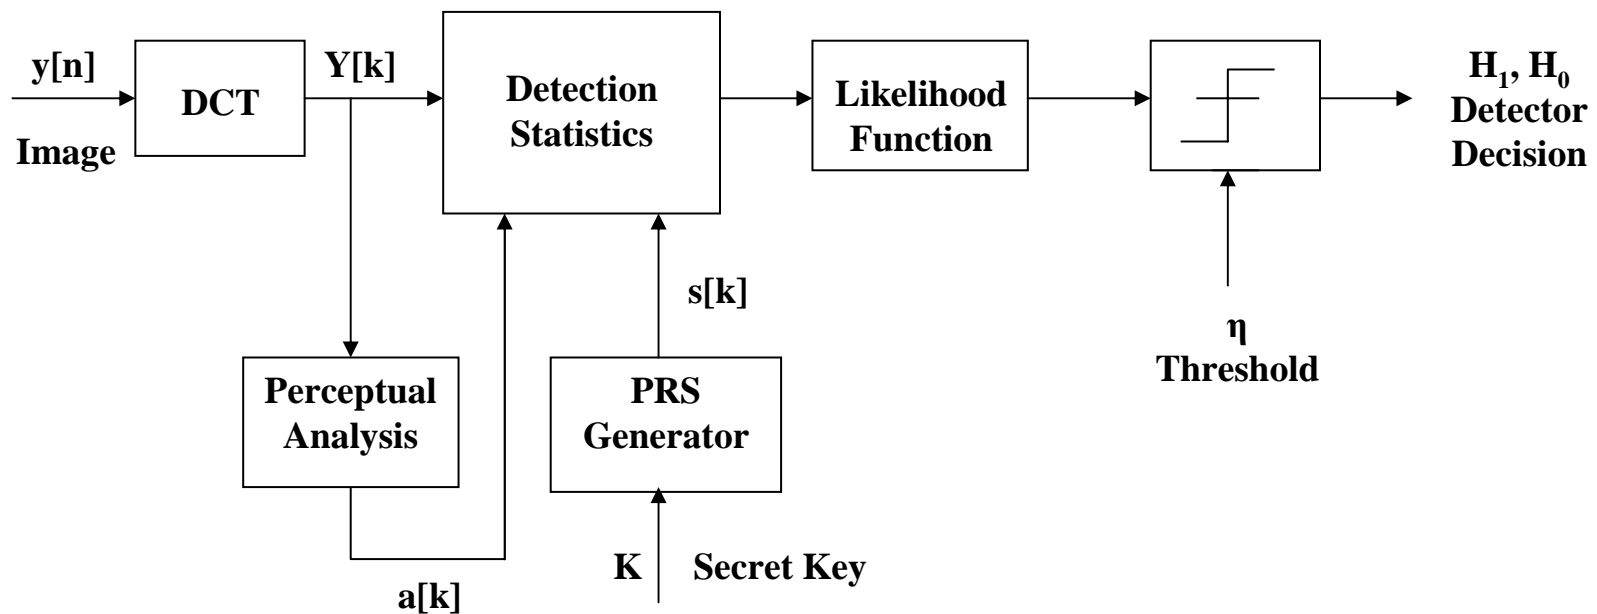 y[n]
Image
DCT
Y[k]
Detection
Statistics
Likelihood
Function
H₁, H₀
Detector
Decision
s[k]
η
Threshold
Perceptual
Analysis
PRS
Generator
a[k]
K
Secret Key